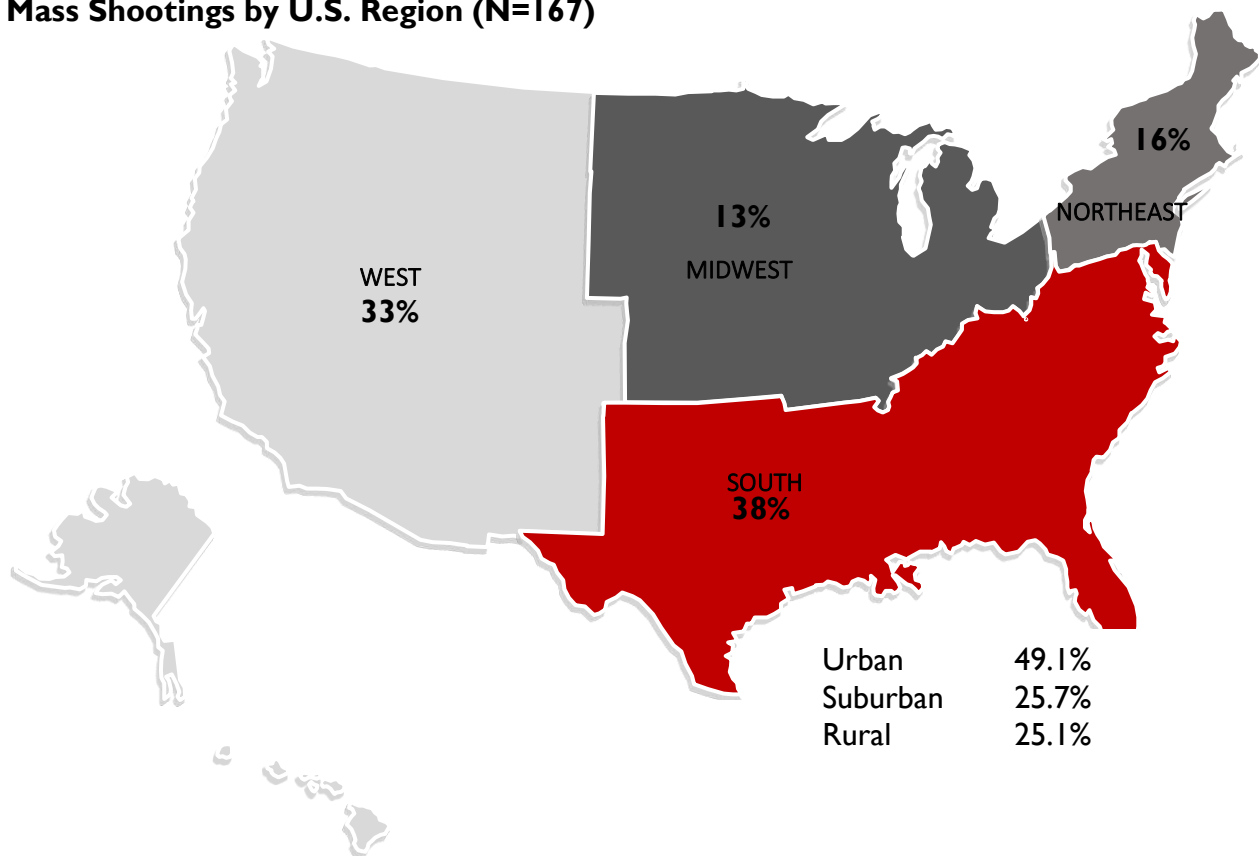 Mass Shootings by U.S. Region (N=167)
16%
NORTHEAST
13%
MIDWEST
WEST
33%
SOUTH
38%
Urban 49.1%
Suburban 25.7%
Rural 25.1%